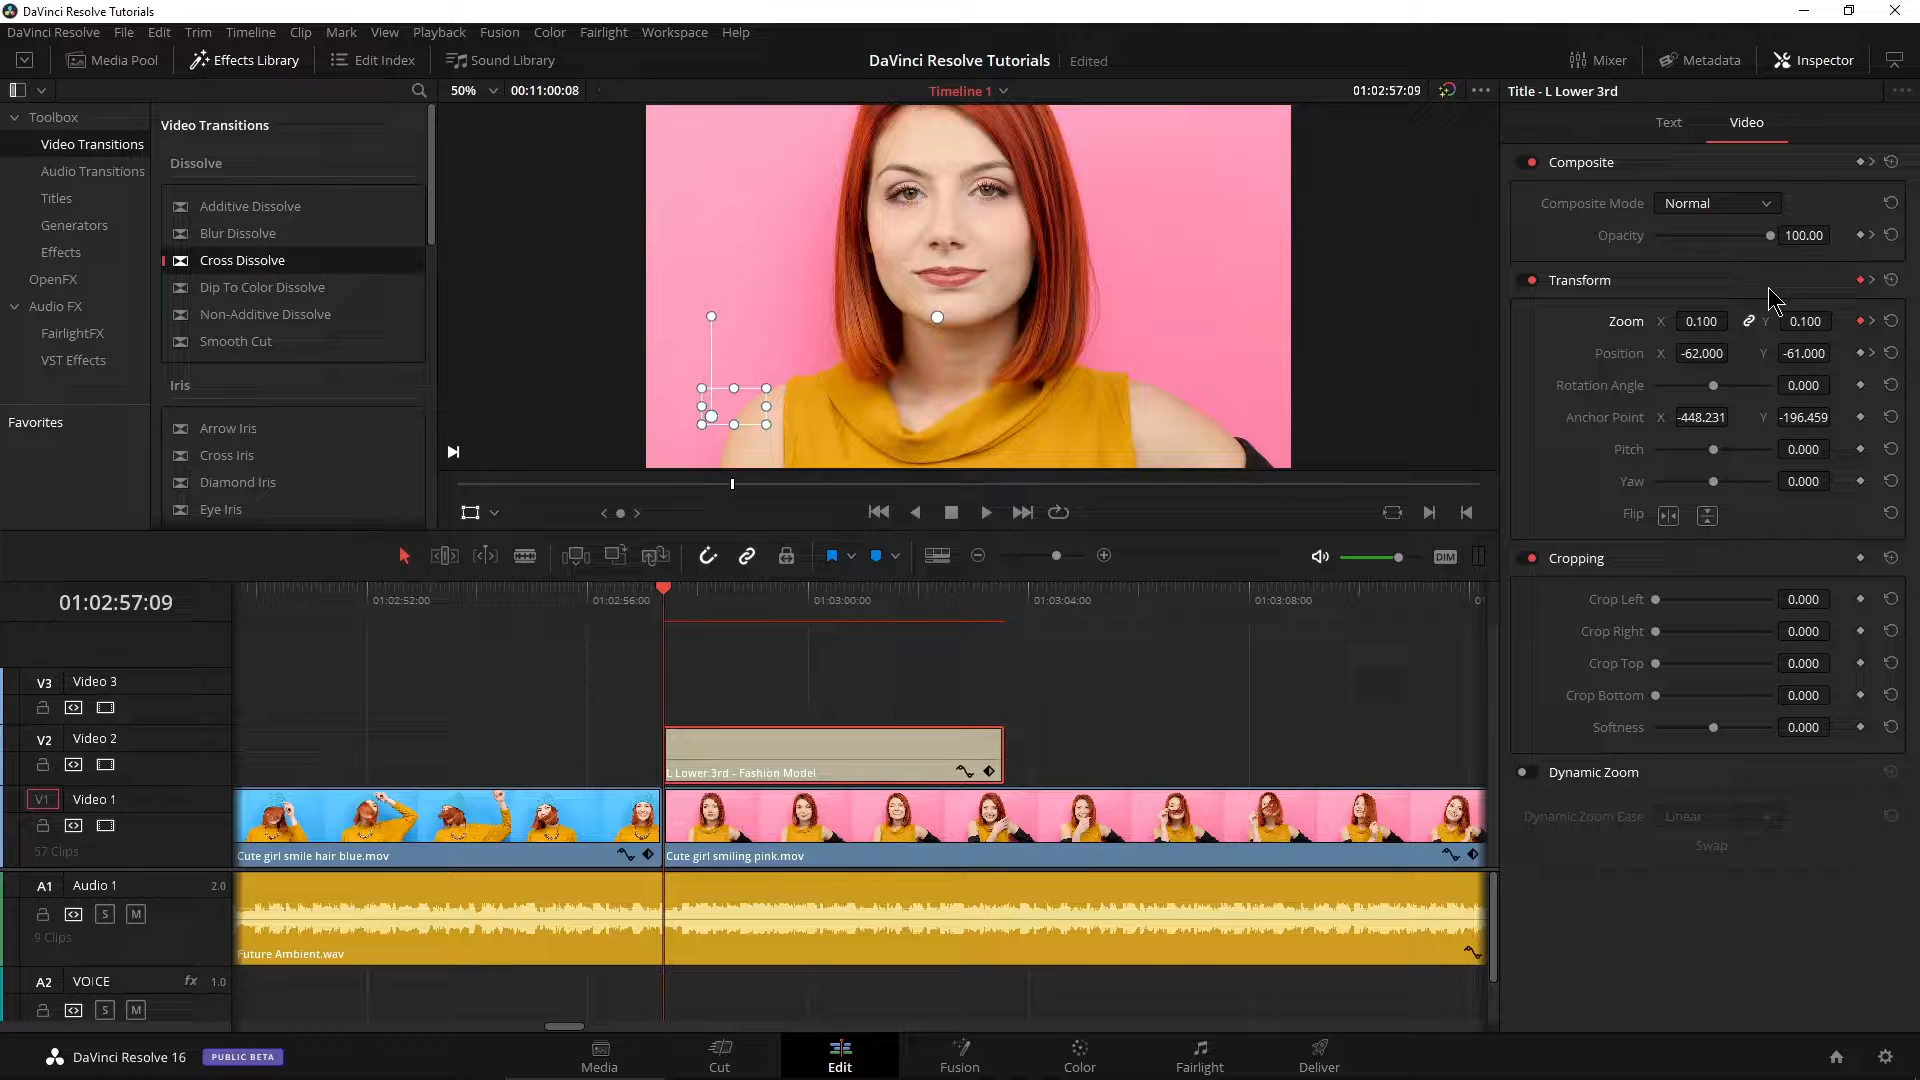 DaVinci Resolve Tutorials
DaVinci Resolve File Edit Trim Timeline Clip Mark View Playback Fusion Color Fairlight Workspace Help
Media Pool Effects Library Edit Index Sound Library DaVinci Resolve Tutorials Edited Mixer Metadata Inspector
50% 00:11:00:08 Timeline 1 01:02:57:09 Title - L Lower 3rd
Toolbox
Video Transitions
Audio Transitions
Titles
Generators
Effects
OpenFX
Audio FX
FairlightFX
VST Effects
Favorites
Video Transitions
Dissolve
Additive Dissolve
Blur Dissolve
Cross Dissolve
Dip To Color Dissolve
Non-Additive Dissolve
Smooth Cut
Iris
Arrow Iris
Cross Iris
Diamond Iris
Eye Iris
Text Video
Composite
Composite Mode Normal
Opacity 100.00
Transform
Zoom X 0.100 Y 0.100
Position X -62.000 Y -61.000
Rotation Angle 0.000
Anchor Point X -448.231 Y -196.459
Pitch 0.000
Yaw 0.000
Flip
Cropping
Crop Left 0.000
Crop Right 0.000
Crop Top 0.000
Crop Bottom 0.000
Softness 0.000
Dynamic Zoom
Dynamic Zoom Ease Linear
Swap
DIM
01:02:57:09
01:02:52:00 01:02:56:00 01:03:00:00 01:03:04:00 01:03:08:00
V3 Video 3
V2 Video 2
L Lower 3rd - Fashion Model
V1 Video 1
57 Clips
Cute girl smile hair blue.mov Cute girl smiling pink.mov
A1 Audio 1 2.0
S M
9 Clips
Future Ambient.wav
A2 VOICE fx 1.0
S M
DaVinci Resolve 16 PUBLIC BETA
Media Cut Edit Fusion Color Fairlight Deliver